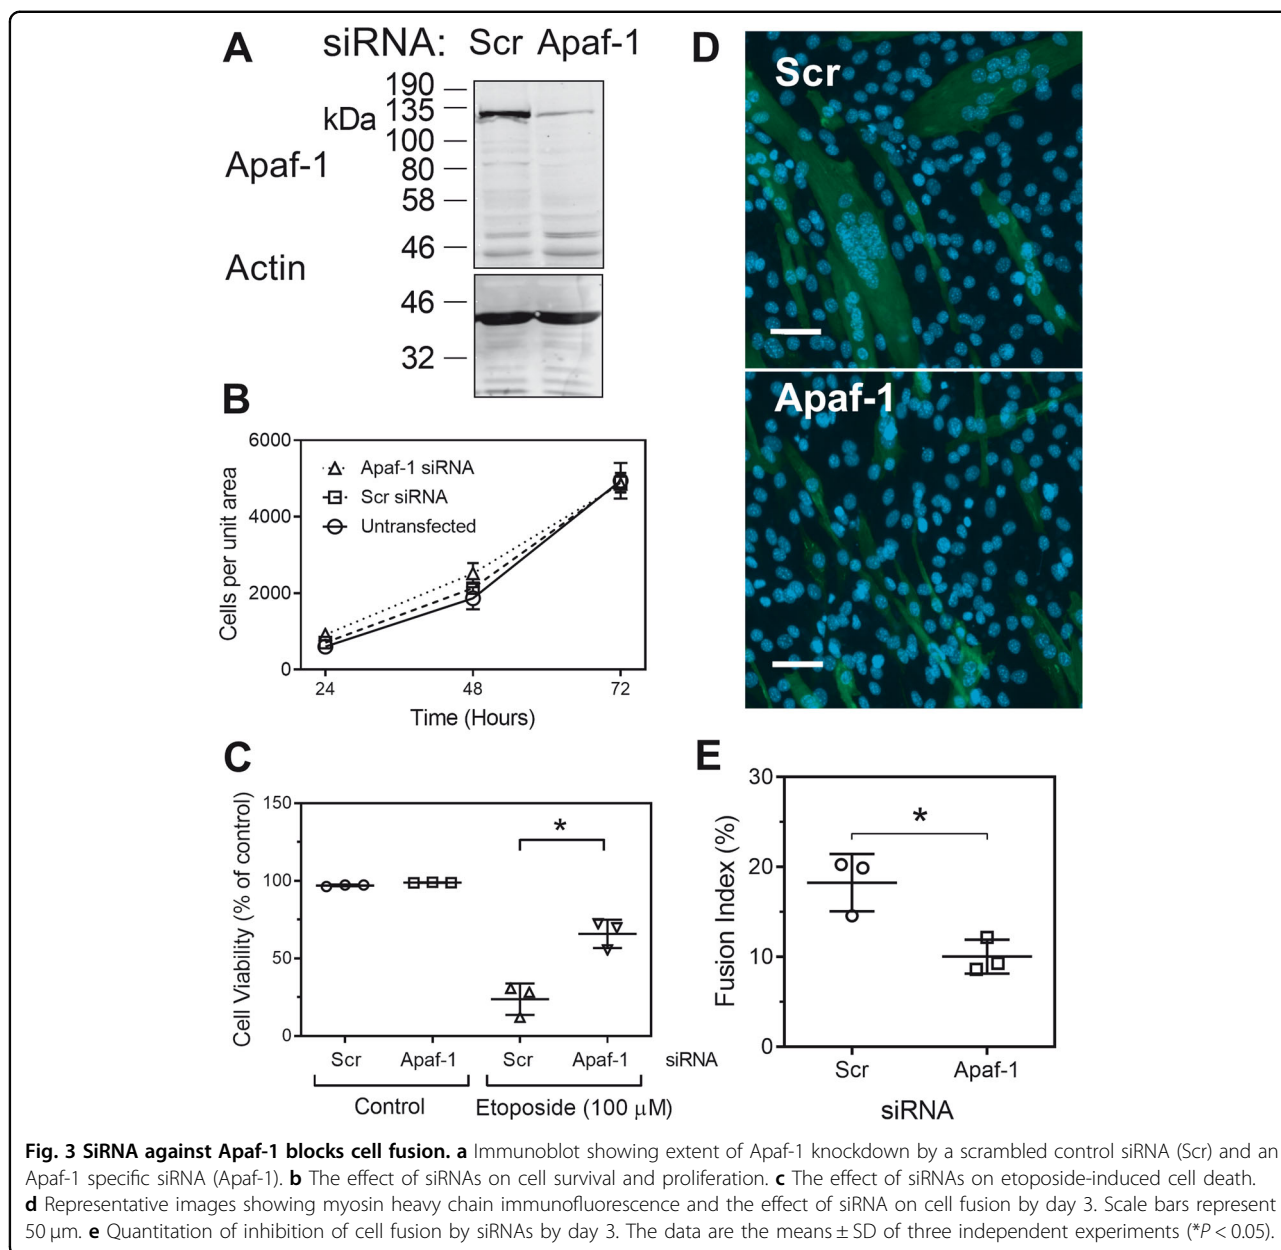 A
siRNA: Scr Apaf-1
kDa
190
135
100
80
58
46
Apaf-1
Actin
46
32
B
6000
4000
2000
0
Cells per unit area
Apaf-1 siRNA
Scr siRNA
Untransfected
24 48 72
Time (Hours)
C
150
100
50
0
Cell Viability (% of control)
*
Scr Apaf-1 Scr Apaf-1 siRNA
Control Etoposide (100 μM)
D
Scr
Apaf-1
E
30
20
10
0
Fusion Index (%)
*
Scr Apaf-1
siRNA
Fig. 3 SiRNA against Apaf-1 blocks cell fusion. a Immunoblot showing extent of Apaf-1 knockdown by a scrambled control siRNA (Scr) and an
Apaf-1 specific siRNA (Apaf-1). b The effect of siRNAs on cell survival and proliferation. c The effect of siRNAs on etoposide-induced cell death.
d Representative images showing myosin heavy chain immunofluorescence and the effect of siRNA on cell fusion by day 3. Scale bars represent
50 μm. e Quantitation of inhibition of cell fusion by siRNAs by day 3. The data are the means ± SD of three independent experiments (*P < 0.05).